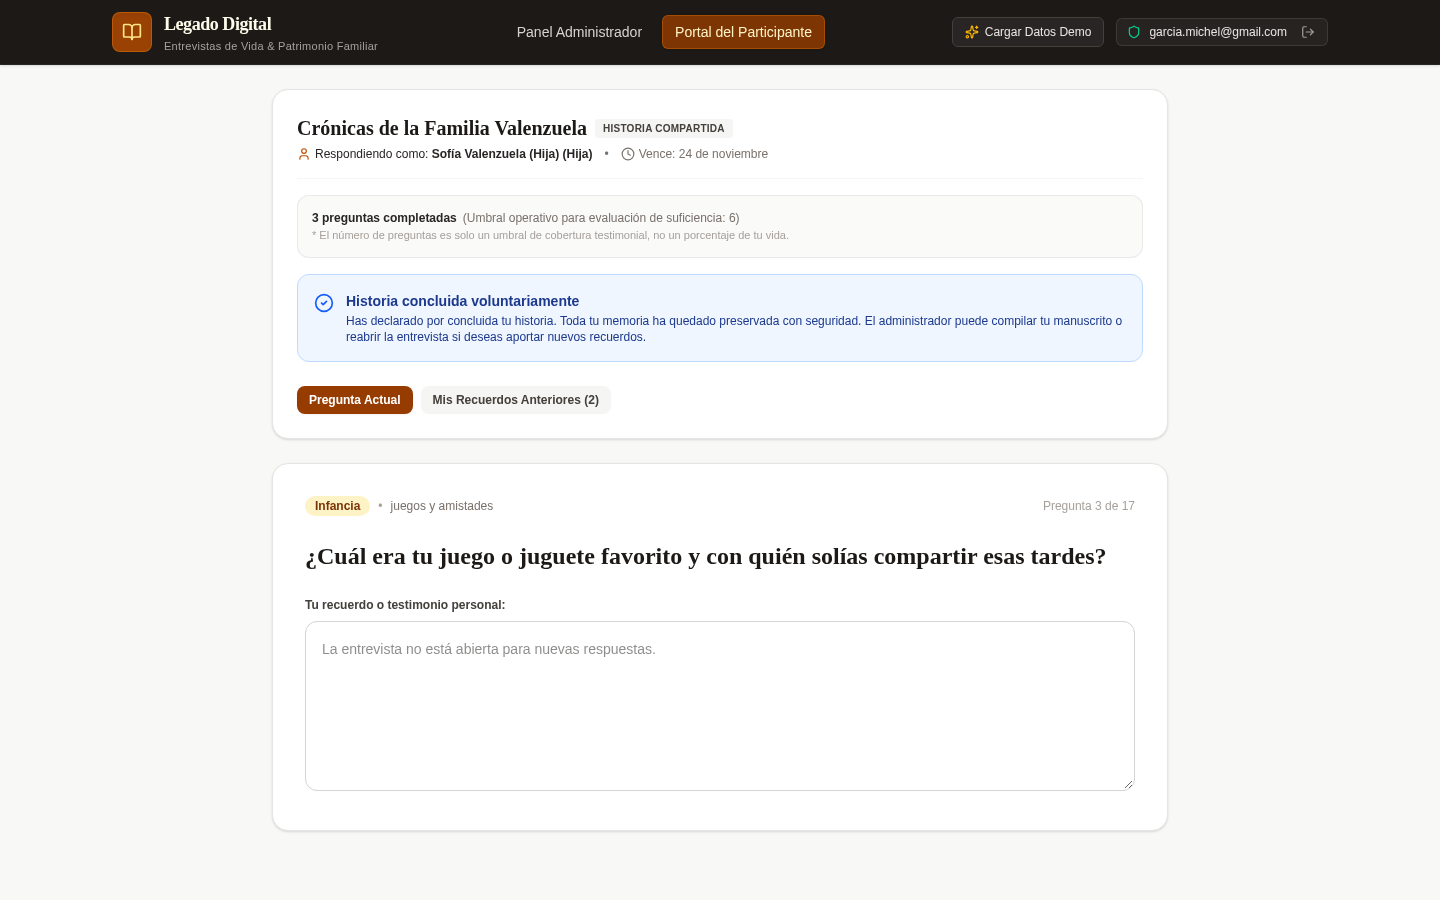 Legado Digital
Entrevistas de Vida & Patrimonio Familiar
Panel Administrador
Portal del Participante
Cargar Datos Demo
garcia.michel@gmail.com
Crónicas de la Familia Valenzuela HISTORIA COMPARTIDA
Respondiendo como: Sofía Valenzuela (Hija) (Hija) • Vence: 24 de noviembre
3 preguntas completadas (Umbral operativo para evaluación de suficiencia: 6)
* El número de preguntas es solo un umbral de cobertura testimonial, no un porcentaje de tu vida.
Historia concluida voluntariamente
Has declarado por concluida tu historia. Toda tu memoria ha quedado preservada con seguridad. El administrador puede compilar tu manuscrito o
reabrir la entrevista si deseas aportar nuevos recuerdos.
Pregunta Actual
Mis Recuerdos Anteriores (2)
Infancia • juegos y amistades
Pregunta 3 de 17
¿Cuál era tu juego o juguete favorito y con quién solías compartir esas tardes?
Tu recuerdo o testimonio personal:
La entrevista no está abierta para nuevas respuestas.